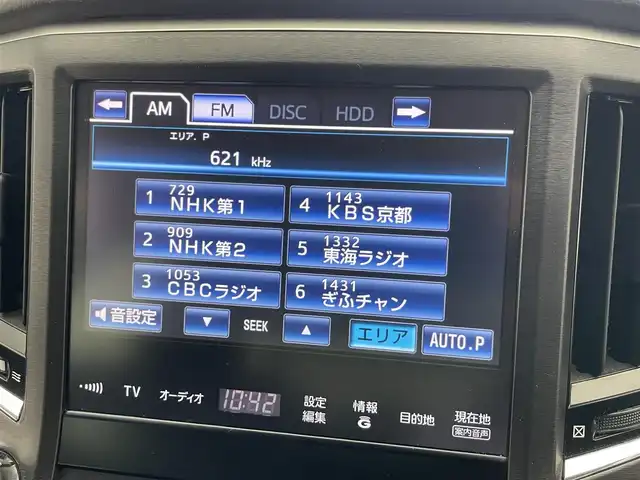 AM FM DISC HDD
エリア. P
621 kHz
1 729 NHK第1
2 909 NHK第2
3 1053 CBCラジオ
4 1143 KBS京都
5 1332 東海ラジオ
6 1431 ぎふチャン
音設定 ▼ SEEK ▲ エリア AUTO.P
TV オーディオ 10:42 設定編集 情報 G 目的地 現在地 案内音声